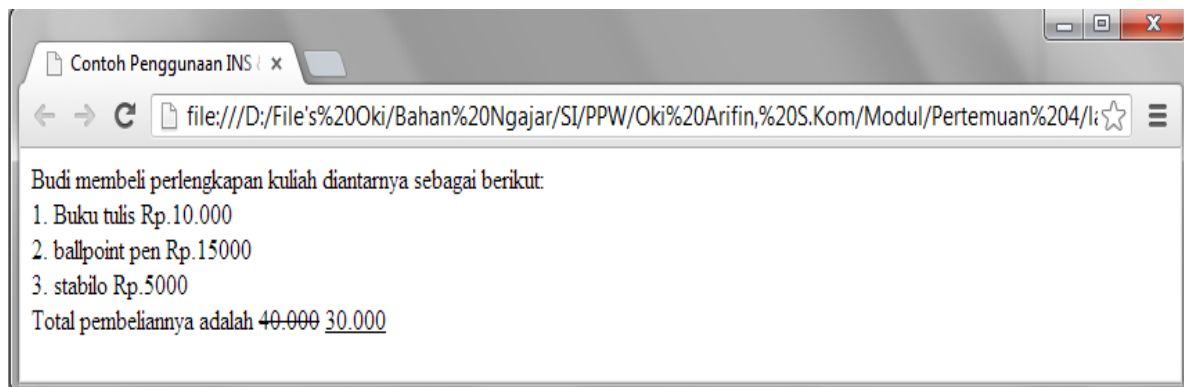 Contoh Penggunaan INS
file:///D:/File's%20Oki/Bahan%20Ngajar/SI/PPW/Oki%20Arifin,%20S.Kom/Modul/Pertemuan%204/l
Budi membeli perlengkapan kuliah diantarnya sebagai berikut:
1. Buku tulis Rp.10.000
2. ballpoint pen Rp.15000
3. stabilo Rp.5000
Total pembeliannya adalah 40.000 30.000